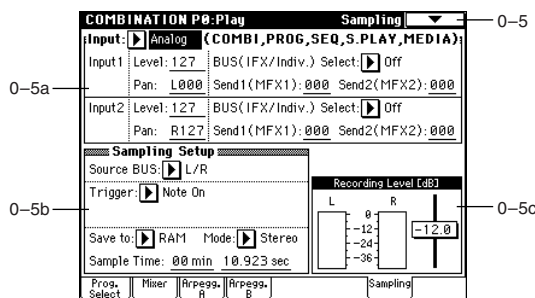 COMBINATION P0:Play Sampling
0–5
Input: Analog (COMBI,PROG,SEQ,S.PLAY,MEDIA)
Input1 Level: 127 BUS(IFX/Indiv.) Select: Off
Pan: L000 Send1(MFX1): 000 Send2(MFX2): 000
0–5a
Input2 Level: 127 BUS(IFX/Indiv.) Select: Off
Pan: R127 Send1(MFX1): 000 Send2(MFX2): 000
Sampling Setup
Source BUS: L/R
Trigger: Note On
0–5b
Save to: RAM Mode: Stereo
Sample Time: 00 min 10.923 sec
Recording Level [dB]
L R
0
-12
-24
-36
-12.0
0–5c
Prog. Select Mixer Arpegg. A Arpegg. B Sampling